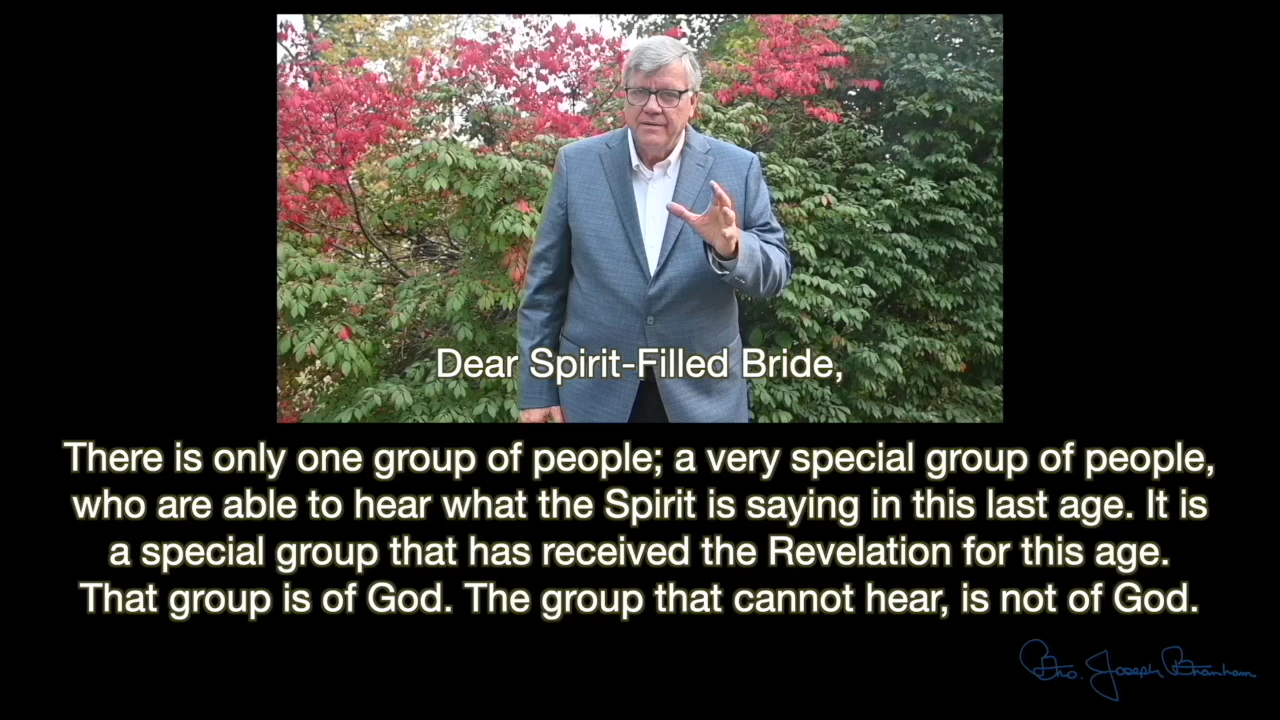 Dear Spirit-Filled Bride,
There is only one group of people; a very special group of people,
who are able to hear what the Spirit is saying in this last age. It is
a special group that has received the Revelation for this age.
That group is of God. The group that cannot hear, is not of God.
Bro. Joseph Branham